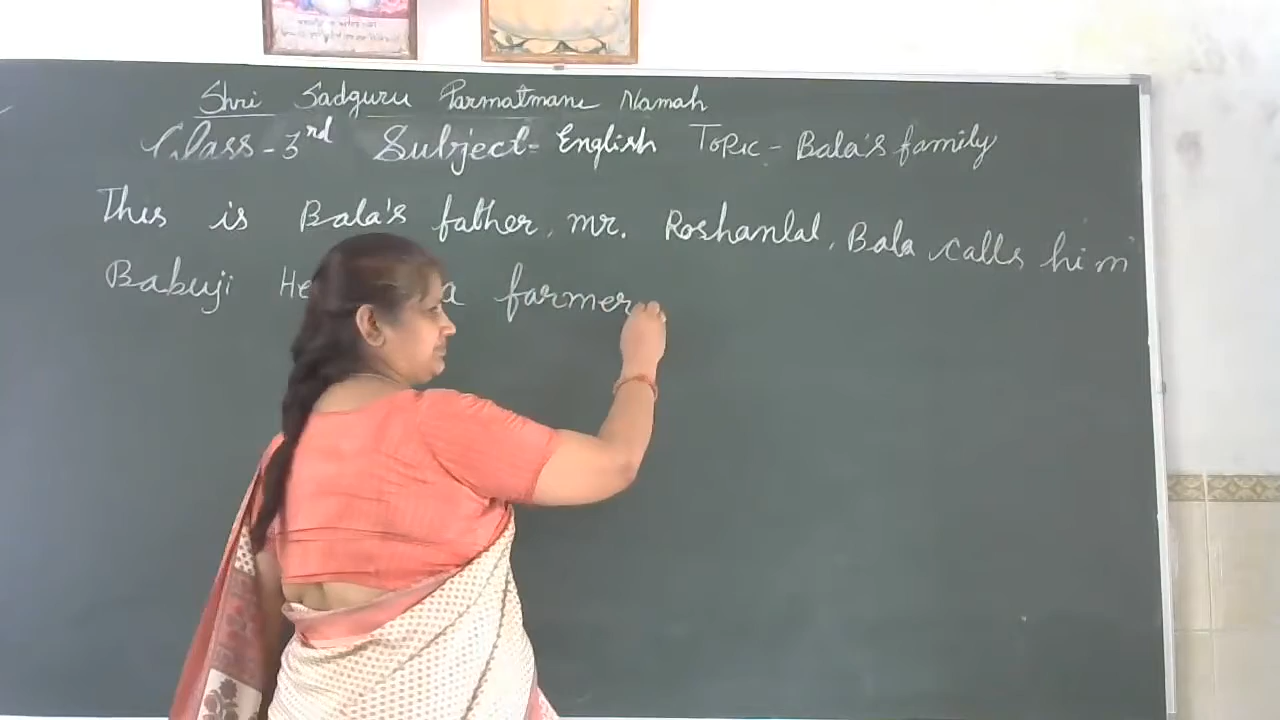 Shri Sadguru Parmatmane Namah
Class - 3rd Subject - English Topic - Bala's family
This is Bala's father, mr. Roshanlal, Bala calls him
Babuji He a farmer